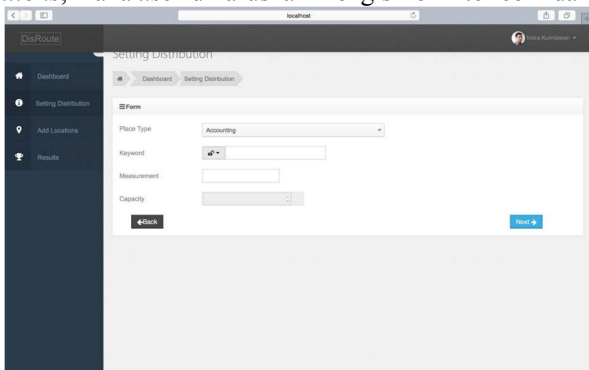 localhost
DisRoute
Indra Kurniawan
Setting Distribution
Dashboard
Dashboard Setting Distribution
Setting Distribution
Form
Add Locations
Place Type Accounting
Results
Keyword
Measurement
Capacity
Back Next